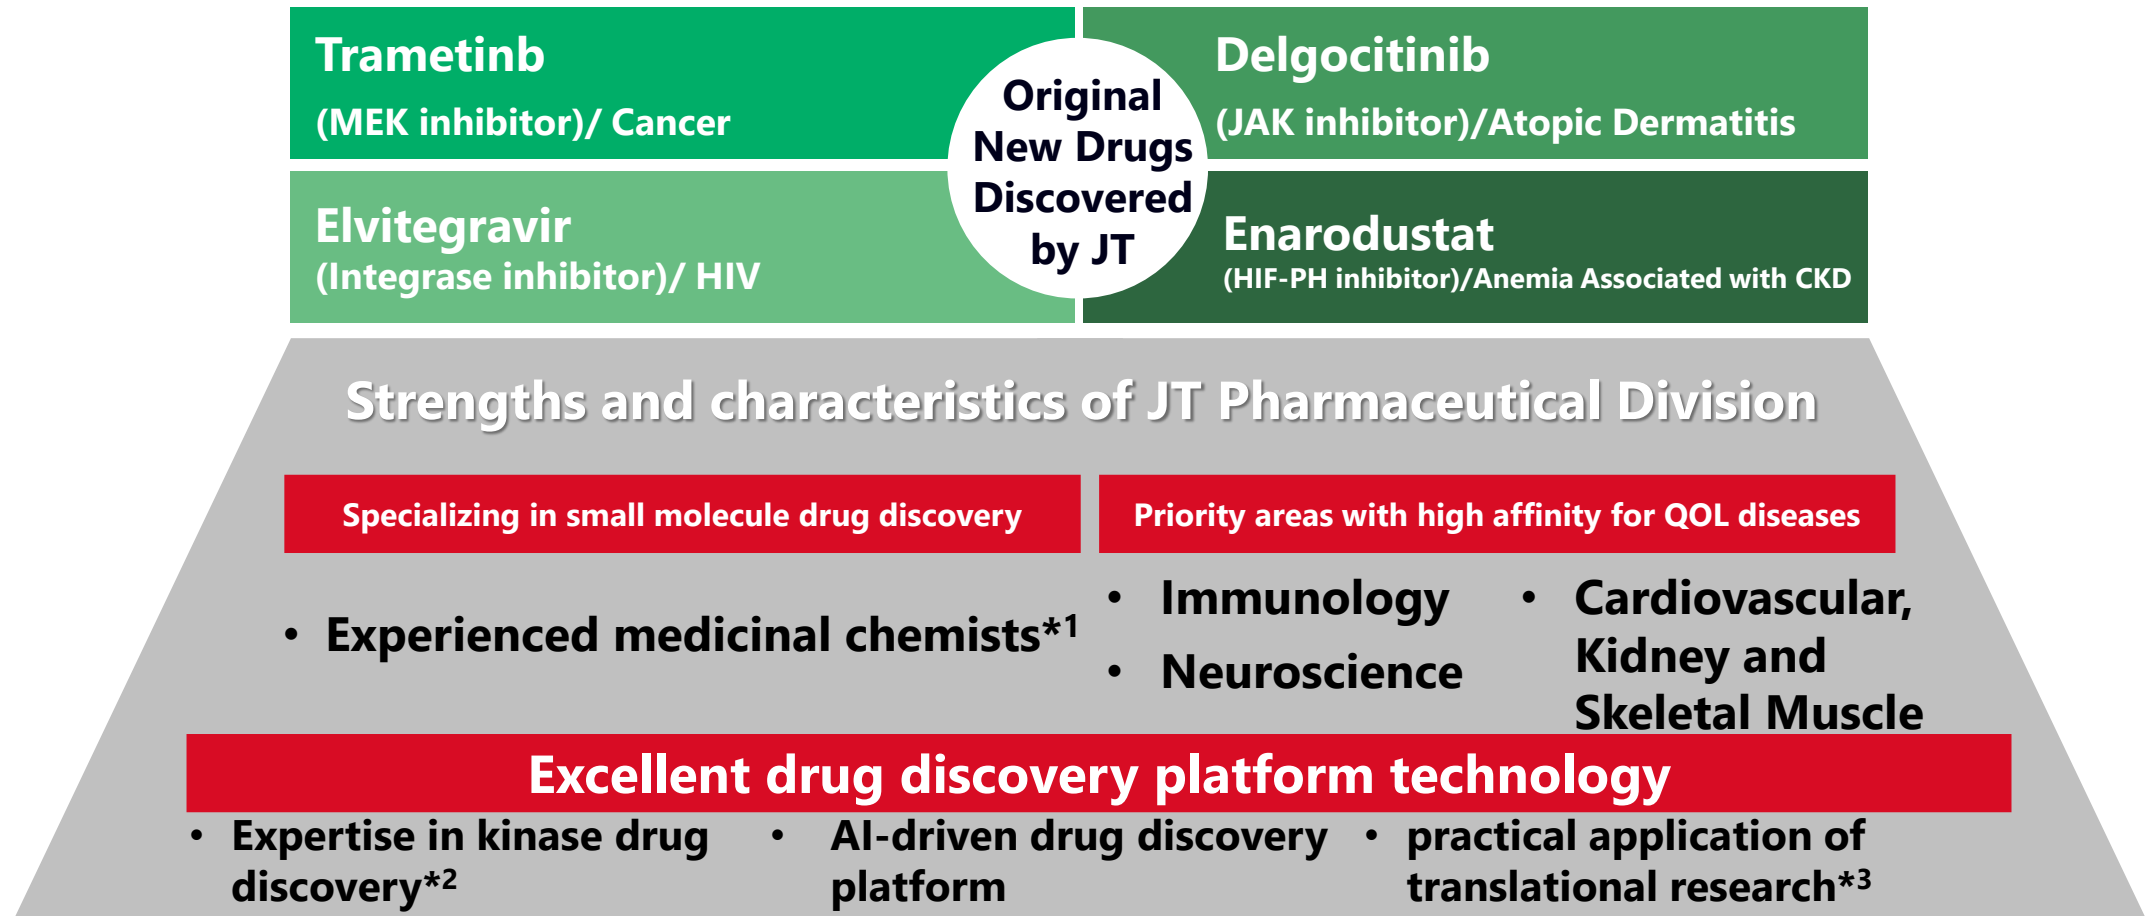 Trametinb
(MEK inhibitor)/ Cancer
Delgocitinib
(JAK inhibitor)/Atopic Dermatitis
Original
New Drugs
Discovered
by JT
Elvitegravir
(Integrase inhibitor)/ HIV
Enarodustat
(HIF-PH inhibitor)/Anemia Associated with CKD
Strengths and characteristics of JT Pharmaceutical Division
Specializing in small molecule drug discovery
• Experienced medicinal chemists*1
Priority areas with high affinity for QOL diseases
• Immunology
• Neuroscience
• Cardiovascular,
Kidney and
Skeletal Muscle
Excellent drug discovery platform technology
• Expertise in kinase drug
discovery*2
• AI-driven drug discovery
platform
• practical application of
translational research*3